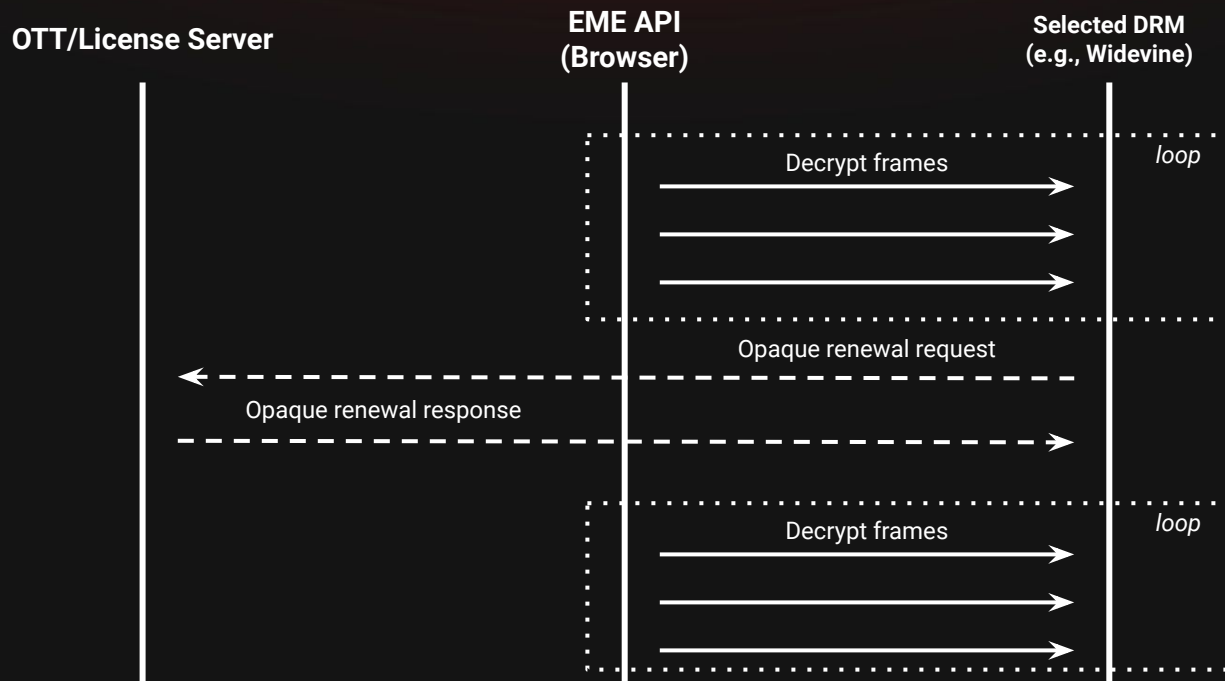 OTT/License Server
EME API
(Browser)
Selected DRM
(e.g., Widevine)
loop
Decrypt frames
Opaque renewal request
Opaque renewal response
loop
Decrypt frames